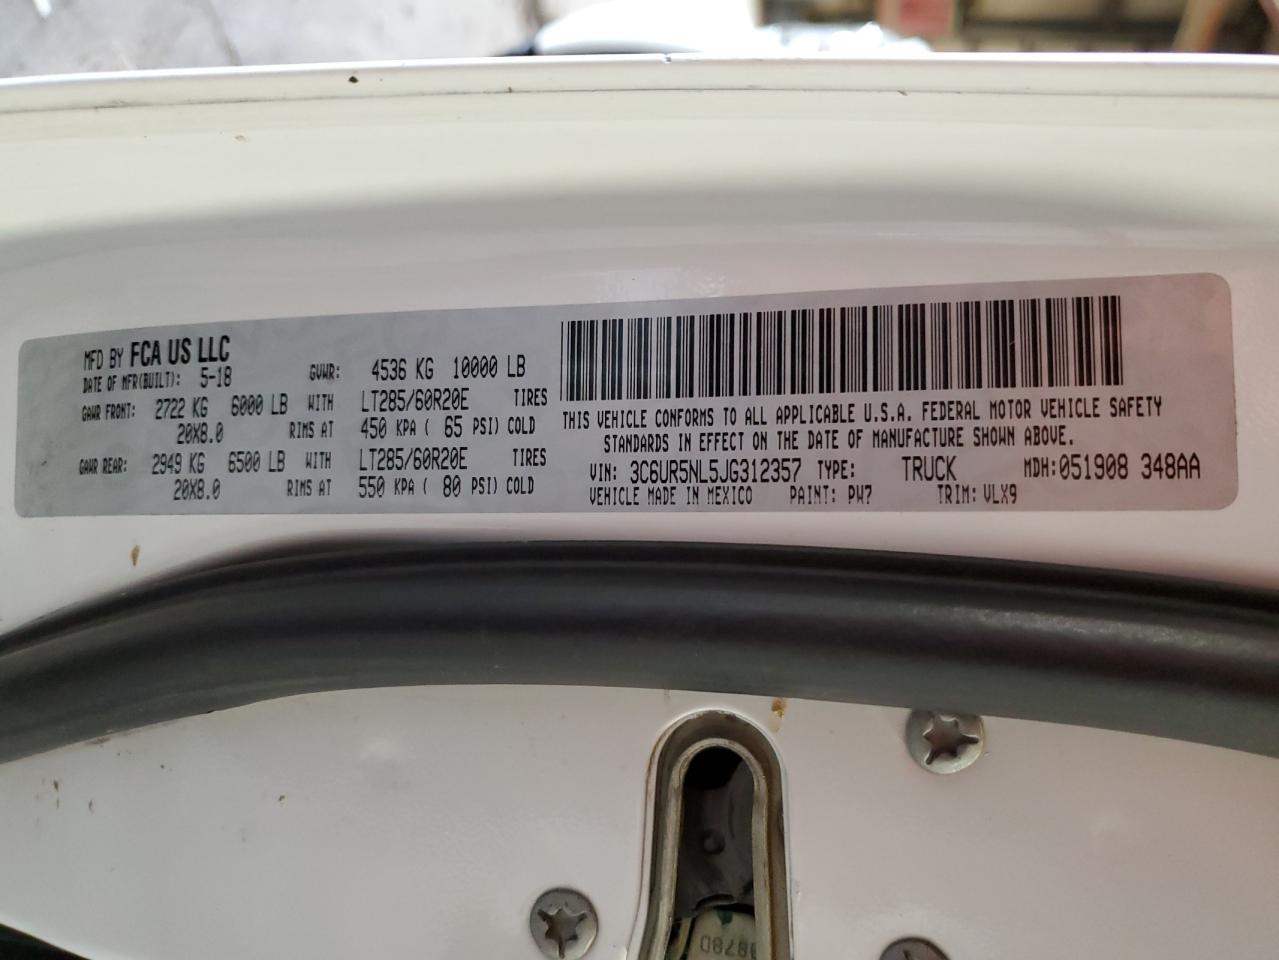 MFD BY FCA US LLC
DATE OF MFR(BUILT): 5-18 GVWR: 4536 KG 10000 LB
GAWR FRONT: 2722 KG 6000 LB WITH LT285/60R20E TIRES
20X8.0 RIMS AT 450 KPA ( 65 PSI) COLD
GAWR REAR: 2949 KG 6500 LB WITH LT285/60R20E TIRES
20X8.0 RIMS AT 550 KPA ( 80 PSI) COLD
THIS VEHICLE CONFORMS TO ALL APPLICABLE U.S.A. FEDERAL MOTOR VEHICLE SAFETY
STANDARDS IN EFFECT ON THE DATE OF MANUFACTURE SHOWN ABOVE.
VIN: 3C6UR5NL5JG312357 TYPE: TRUCK MDH:051908 348AA
VEHICLE MADE IN MEXICO PAINT: PW7 TRIM: VLX9